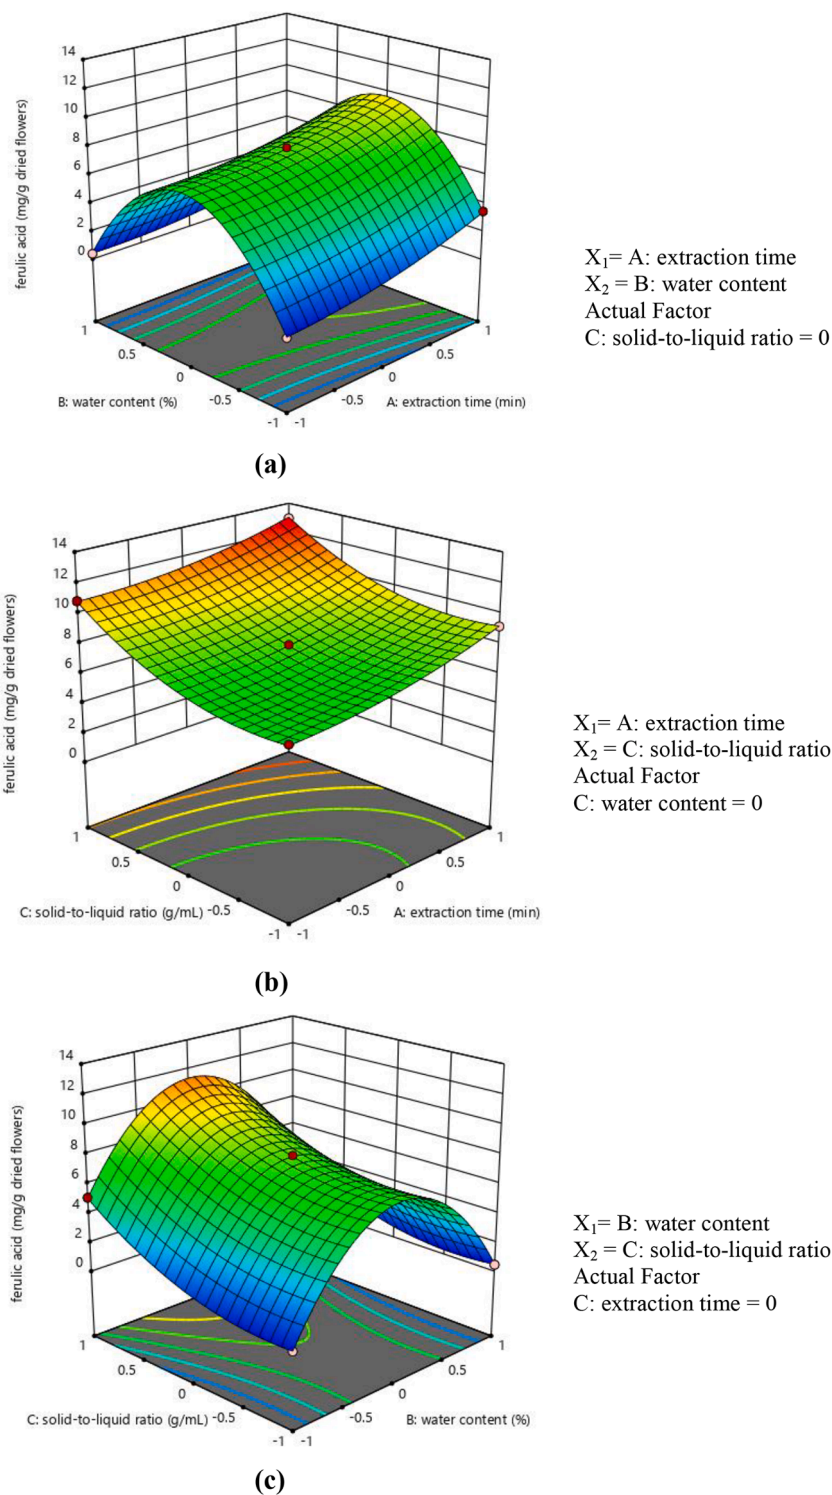 14
12
10
8
6
4
2
0
ferulic acid (mg/g dried flowers)
1
0.5
0
-0.5
-1
-1
-0.5
0
0.5
1
B: water content (%)
A: extraction time (min)
X1= A: extraction time
X2 = B: water content
Actual Factor
C: solid-to-liquid ratio = 0
(a)
14
12
10
8
6
4
2
0
ferulic acid (mg/g dried flowers)
1
0.5
0
-0.5
-1
-1
-0.5
0
0.5
1
C: solid-to-liquid ratio (g/mL)
A: extraction time (min)
X1= A: extraction time
X2 = C: solid-to-liquid ratio
Actual Factor
C: water content = 0
(b)
14
12
10
8
6
4
2
0
ferulic acid (mg/g dried flowers)
1
0.5
0
-0.5
-1
-1
-0.5
0
0.5
1
C: solid-to-liquid ratio (g/mL)
B: water content (%)
X1= B: water content
X2 = C: solid-to-liquid ratio
Actual Factor
C: extraction time = 0
(c)